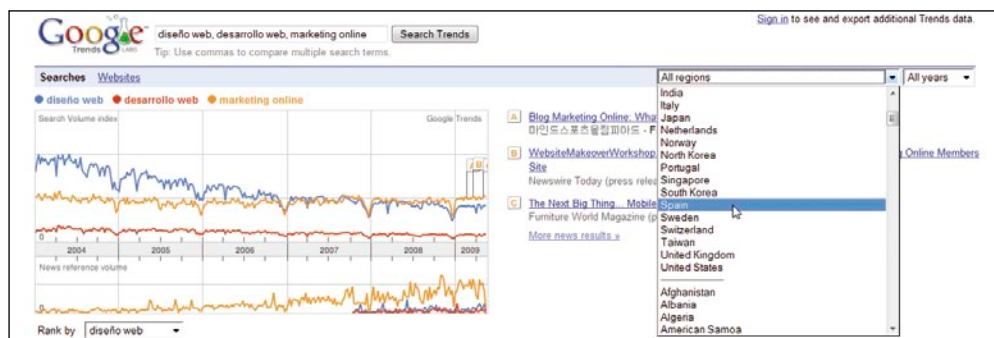 Google
Trends LABS
diseño web, desarrollo web, marketing online
Search Trends
Tip: Use commas to compare multiple search terms.
Sign in to see and export additional Trends data.
Searches Websites
All regions
All years
diseño web desarrollo web marketing online
Search Volume index
Google Trends
0
2004 2005 2006 2007 2008 2009
News reference volume
0
Rank by diseño web
A Blog Marketing Online: Wha
B WebsiteMakeoverWorkshop
g Online Members
Site
Newswire Today (press relea
C The Next Big Thing... Mobile
Furniture World Magazine (p
More news results »
India
Italy
Japan
Netherlands
Norway
North Korea
Portugal
Singapore
South Korea
Spain
Sweden
Switzerland
Taiwan
United Kingdom
United States
Afghanistan
Albania
Algeria
American Samoa